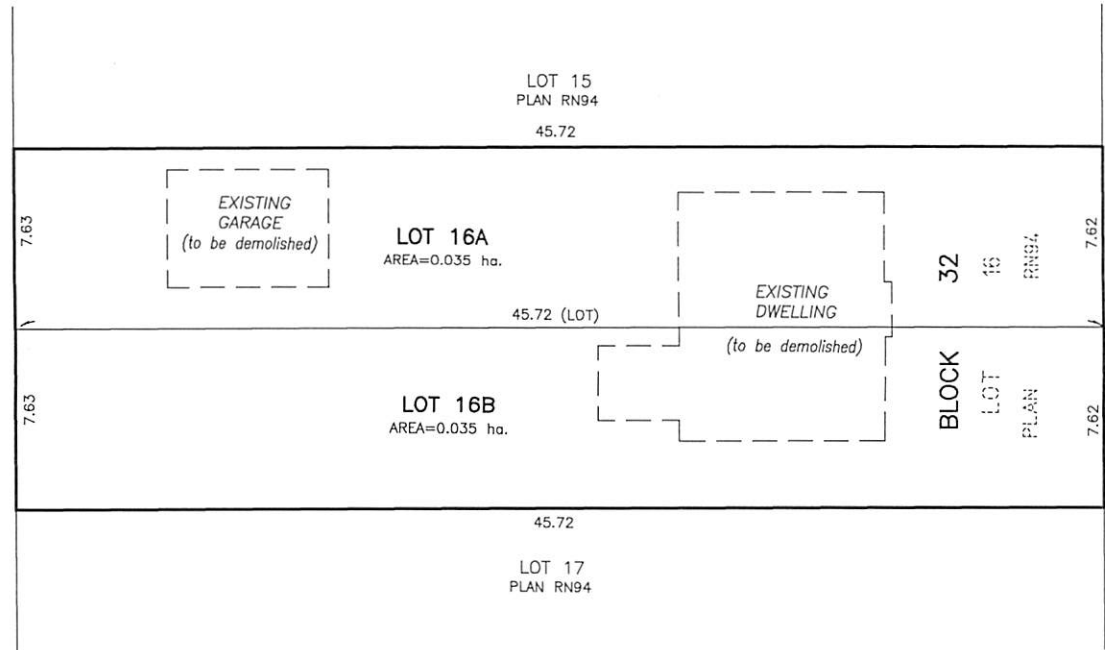 LOT 15
PLAN RN94
45.72
7.63
EXISTING
GARAGE
(to be demolished)
LOT 16A
AREA=0.035 ha.
7.62
EXISTING
DWELLING
(to be demolished)
45.72 (LOT)
BLOCK 32
LOT 16
PLAN RN94
7.63
LOT 16B
AREA=0.035 ha.
7.62
45.72
LOT 17
PLAN RN94